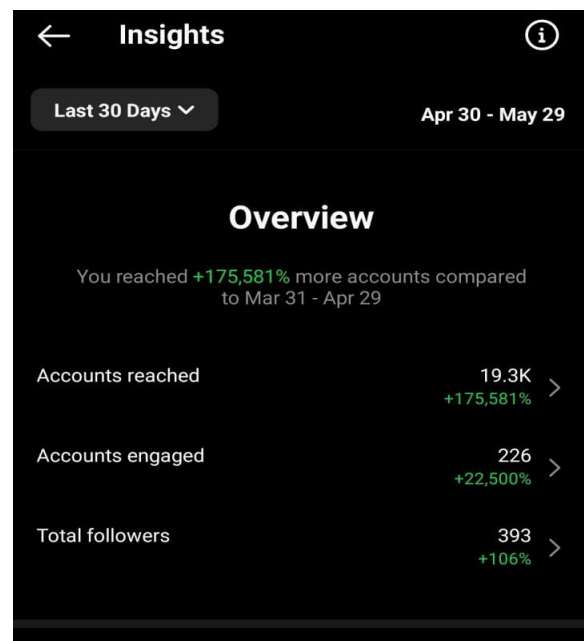 Insights
Last 30 Days
Apr 30 - May 29
Overview
You reached +175,581% more accounts compared
to Mar 31 - Apr 29
Accounts reached
19.3K
+175,581%
Accounts engaged
226
+22,500%
Total followers
393
+106%